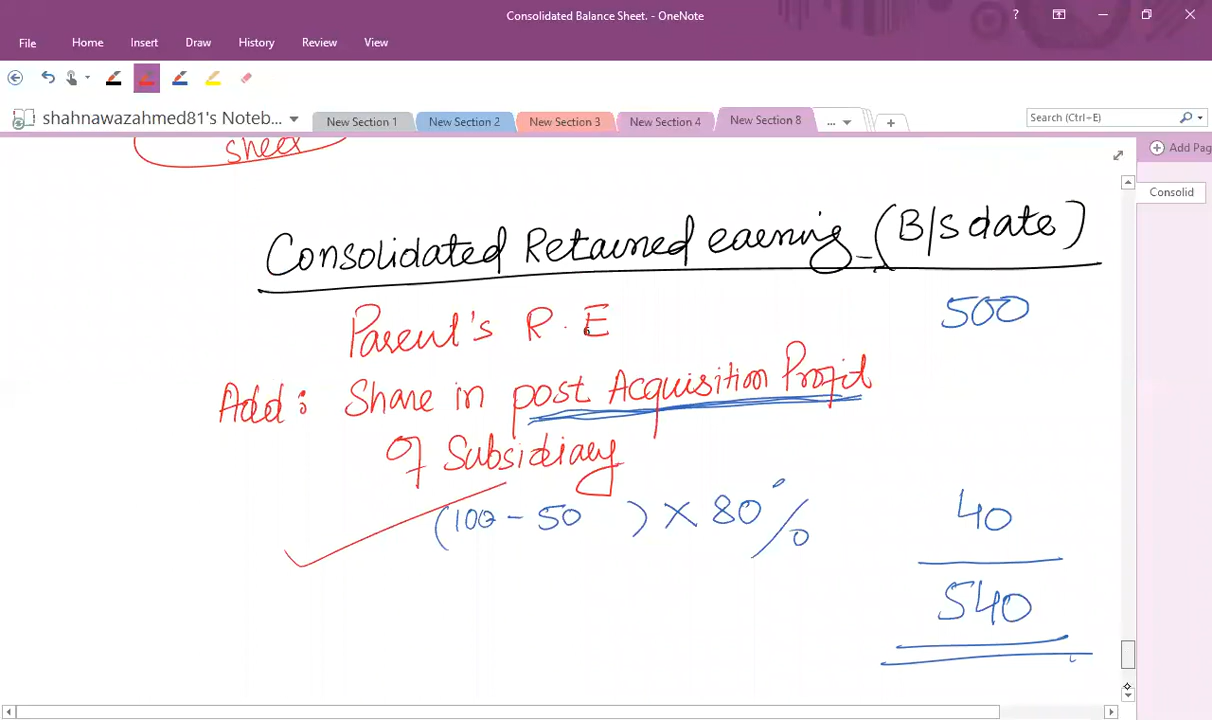 Consolidated Balance Sheet. - OneNote
?
File Home Insert Draw History Review View
shahnawazahmed81's Noteb... New Section 1 New Section 2 New Section 3 New Section 4 New Section 8 ... + Search (Ctrl+E)
Add Pag
Consolid
sheet
Consolidated Retained earning - (B/S date)
Parent's R.E 500
Add: Share in post Acquisition Profit
Of Subsidiary
(100 - 50 ) X 80% 40
540